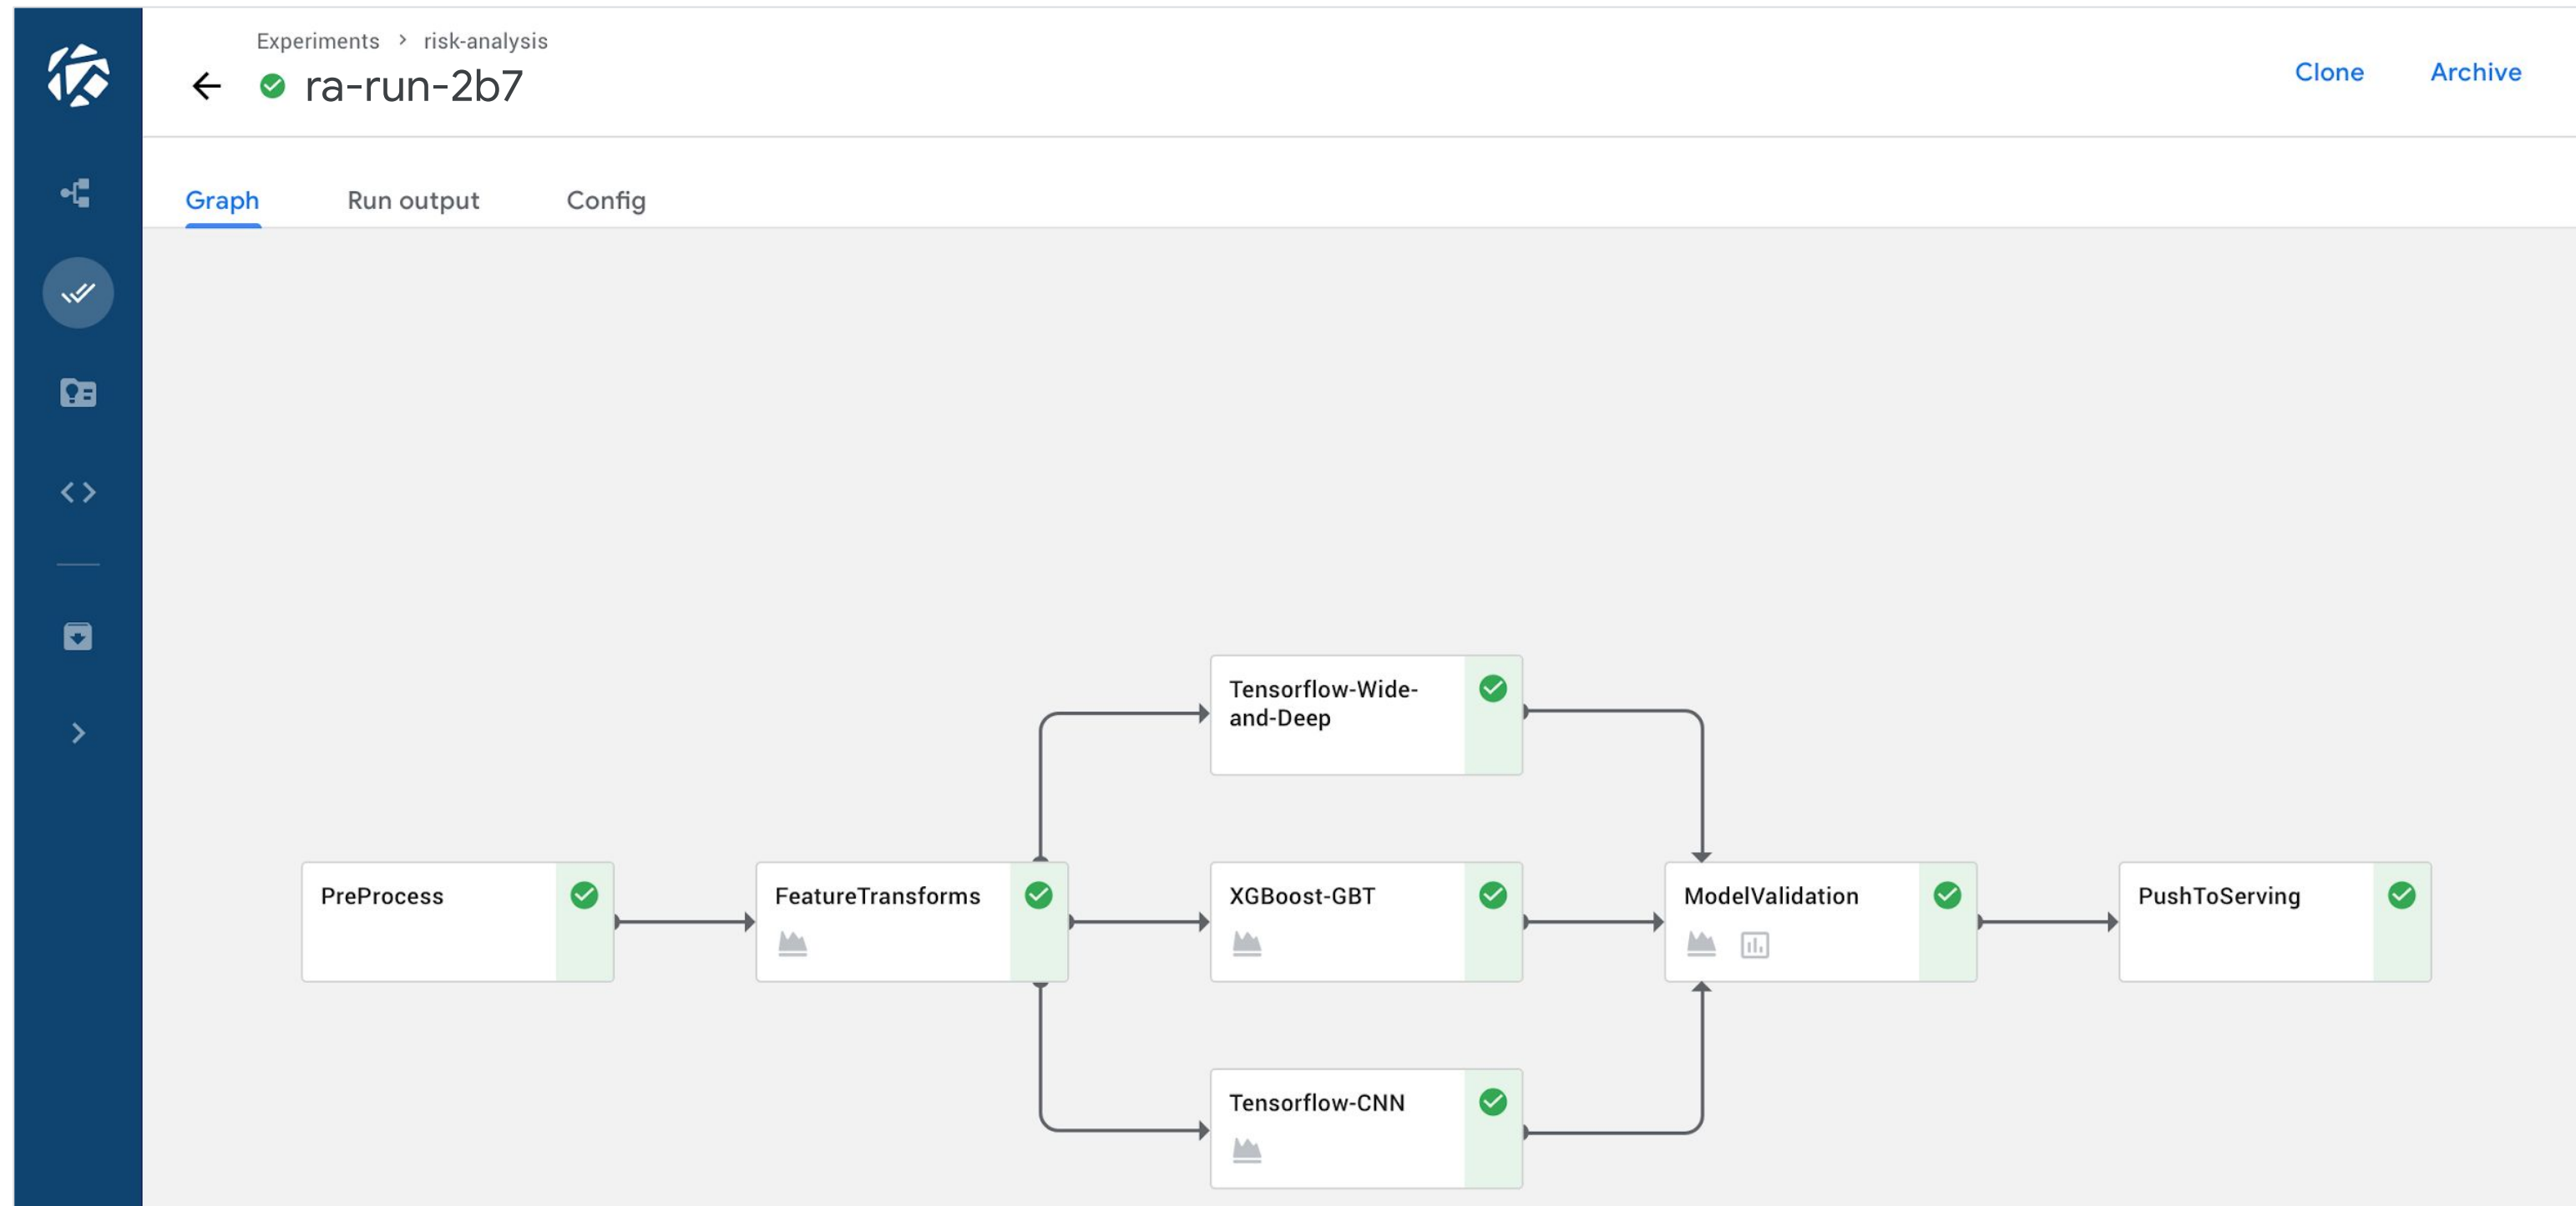 Experiments > risk-analysis
ra-run-2b7
Clone
Archive
Graph
Run output
Config
Tensorflow-Wide-
and-Deep
PreProcess
FeatureTransforms
XGBoost-GBT
ModelValidation
PushToServing
Tensorflow-CNN